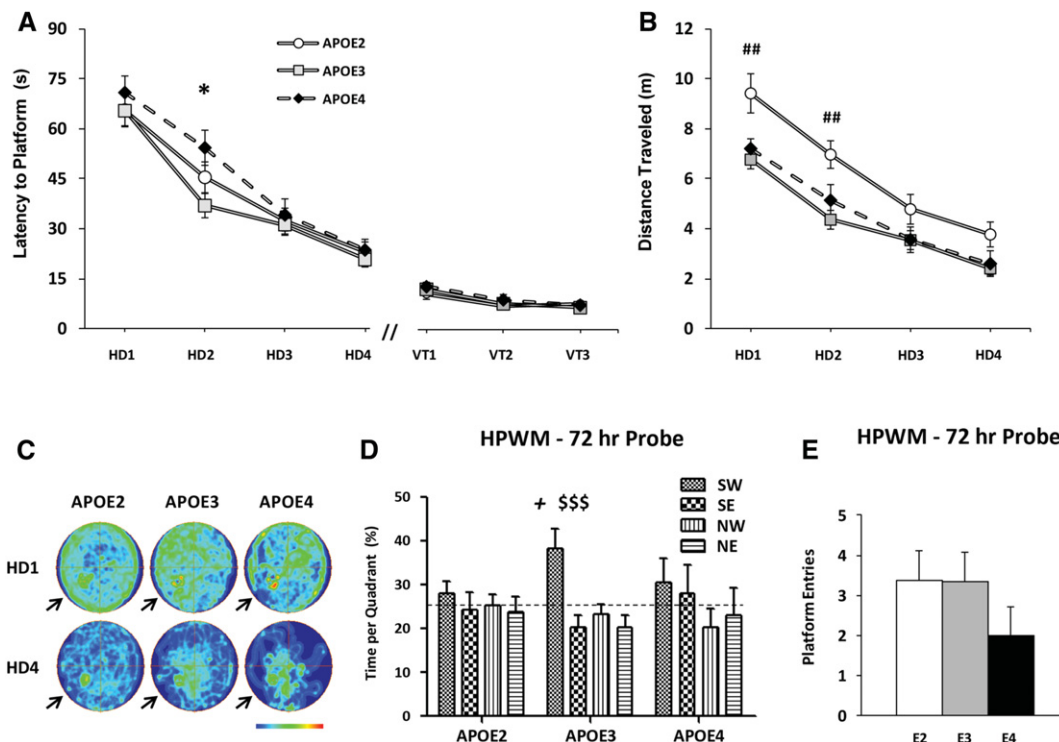 A
Latency to Platform (s)
90
75
60
45
30
15
0
APOE2
APOE3
APOE4
*
HD1 HD2 HD3 HD4 // VT1 VT2 VT3
B
Distance Traveled (m)
12
10
8
6
4
2
0
##
##
HD1 HD2 HD3 HD4
C
APOE2 APOE3 APOE4
HD1
HD4
D
HPWM - 72 hr Probe
Time per Quadrant (%)
50
40
30
20
10
0
+ $$$
SW
SE
NW
NE
APOE2 APOE3 APOE4
E
HPWM - 72 hr Probe
Platform Entries
5
4
3
2
1
0
E2 E3 E4